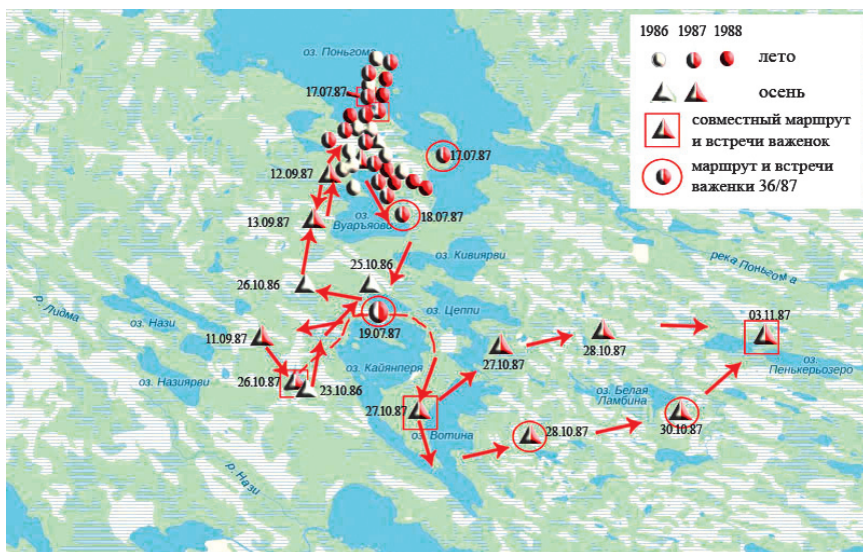 1986 1987 1988
лето
осень
совместный маршрут
и встречи важенок
маршрут и встречи
важенки 36/87
оз. Поньгома
17.07.87
17.07.87
12.09.87
18.07.87
13.09.87
оз.
Вуаръярви
оз. Кивиярви
река Поньгома
25.10.86
26.10.86
р. Лидма
оз. Нази
оз. Цеппи
03.11.87
19.07.87
11.09.87
27.10.87
28.10.87
оз.
Пенькерьозеро
оз. Назиярви
оз. Кайянперя
26.10.87
23.10.86
оз. Белая
Ламбина
27.10.87
30.10.87
оз. Вотина
28.10.87
р. Нази